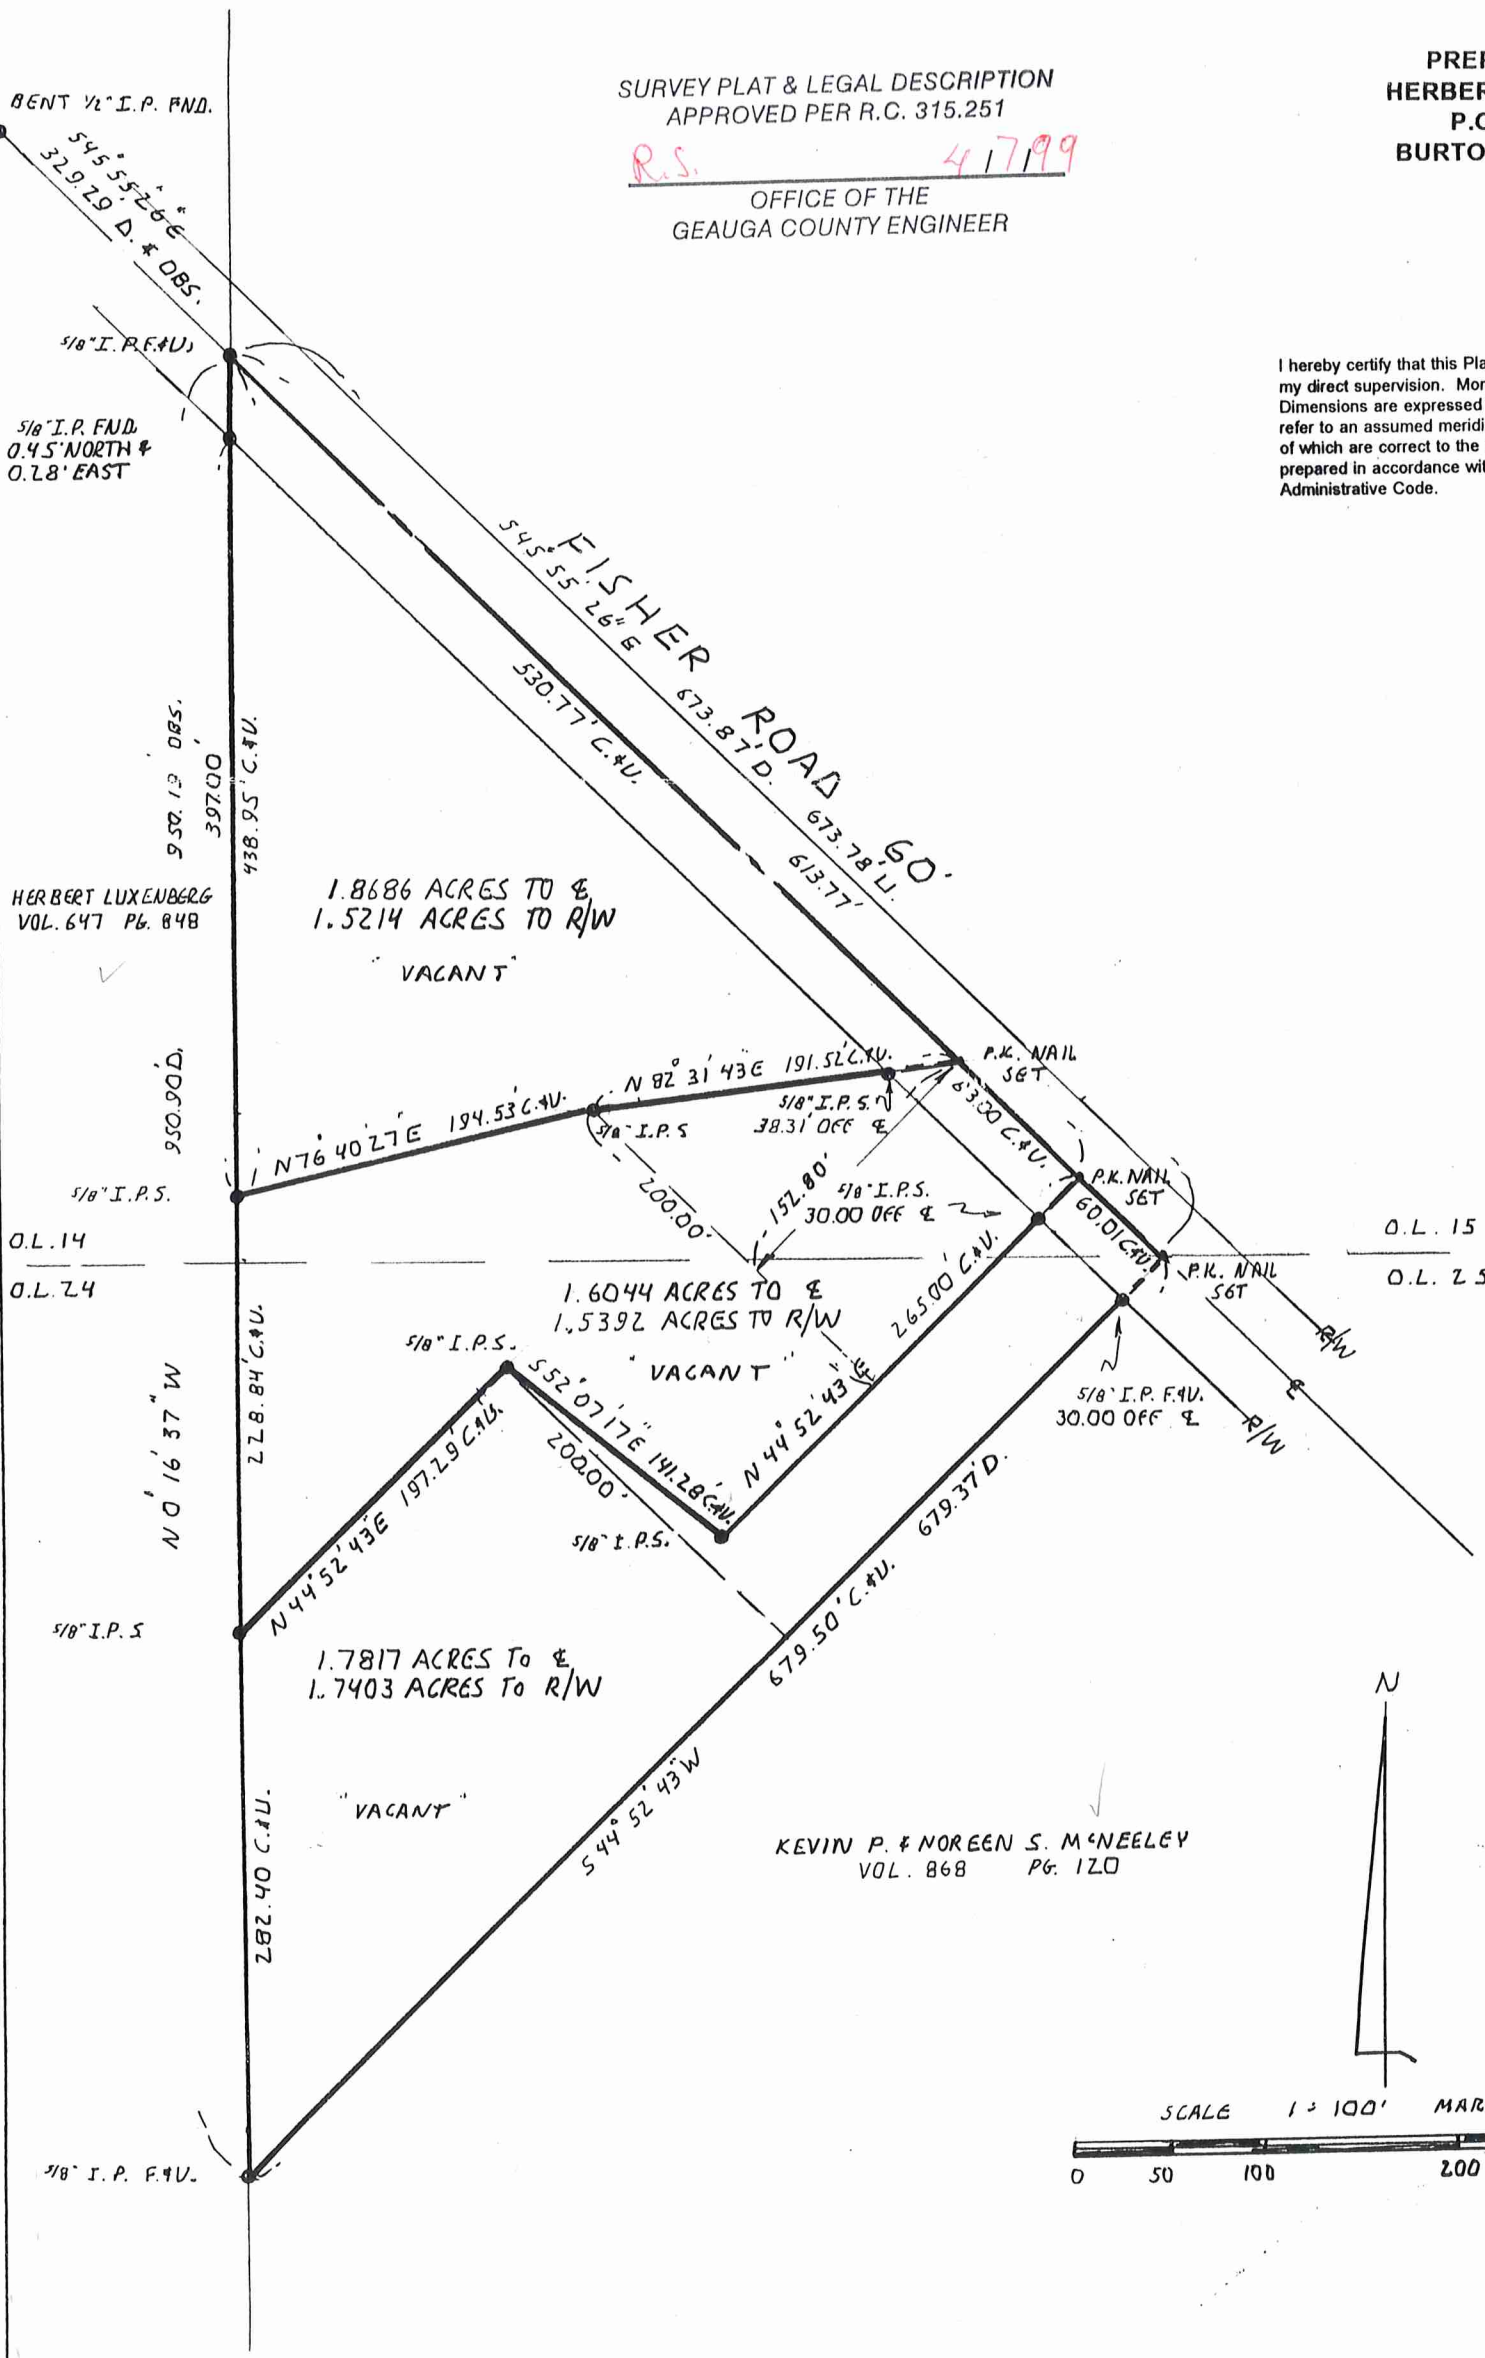 SURVEY PLAT & LEGAL DESCRIPTION
APPROVED PER R.C. 315.251
R.S. 4/7/99
OFFICE OF THE
GEAUGA COUNTY ENGINEER
PREP
HERBER
P.O
BURTO
I hereby certify that this Pla
my direct supervision. Mor
Dimensions are expressed
refer to an assumed meridi
of which are correct to the
prepared in accordance wit
Administrative Code.
BENT 1/2" I.P. FND.
S45°55'26"E
329.29 D. & OBS.
5/8" I.P. F.&U.
5/8" I.P. FND.
0.45' NORTH &
0.28' EAST
FISHER ROAD 60'
S45°55'26"E 673.87'D. 673.78'U.
530.77' C.&U.
613.77'
950.19' OBS.
397.00'
438.95' C.&U.
HERBERT LUXENBERG
VOL. 647 PG. 848
1.8686 ACRES TO ℄
1.5214 ACRES TO R/W
"VACANT"
950.90'D.
N76°40'27"E 194.53'C.&U.
N 82°31'43"E 191.52'C.&U.
P.K. NAIL
SET
5/8" I.P.S.
38.31' OFF ℄
5/8" I.P.S
63.00 C.&U.
5/8" I.P.S.
200.00'
152.80'
5/8" I.P.S.
30.00 OFF ℄
P.K. NAIL
SET
60.01 C.&U.
O.L. 14
O.L. 24
O.L. 15
O.L. 25
P.K. NAIL
SET
1.6044 ACRES TO ℄
1.5392 ACRES TO R/W
"VACANT"
265.00' C.&U.
N 44°52'43"E
R/W
℄
R/W
5/8" I.P. F.&U.
30.00 OFF ℄
5/8" I.P.S.
228.84' C.&U.
S52°07'17"E 141.28'C.&U.
200.00'
N 0°16'37" W
N44°52'43"E 197.29 C.&U.
5/8" I.P.S.
679.50' C.&U. 679.37'D.
5/8" I.P.S
1.7817 ACRES TO ℄
1.7403 ACRES TO R/W
"VACANT"
S 44°52'43"W
282.40 C.&U.
KEVIN P. & NOREEN S. McNEELEY
VOL. 868 PG. 120
N
SCALE 1" = 100' MAR
0 50 100 200
5/8" I.P. F.&U.